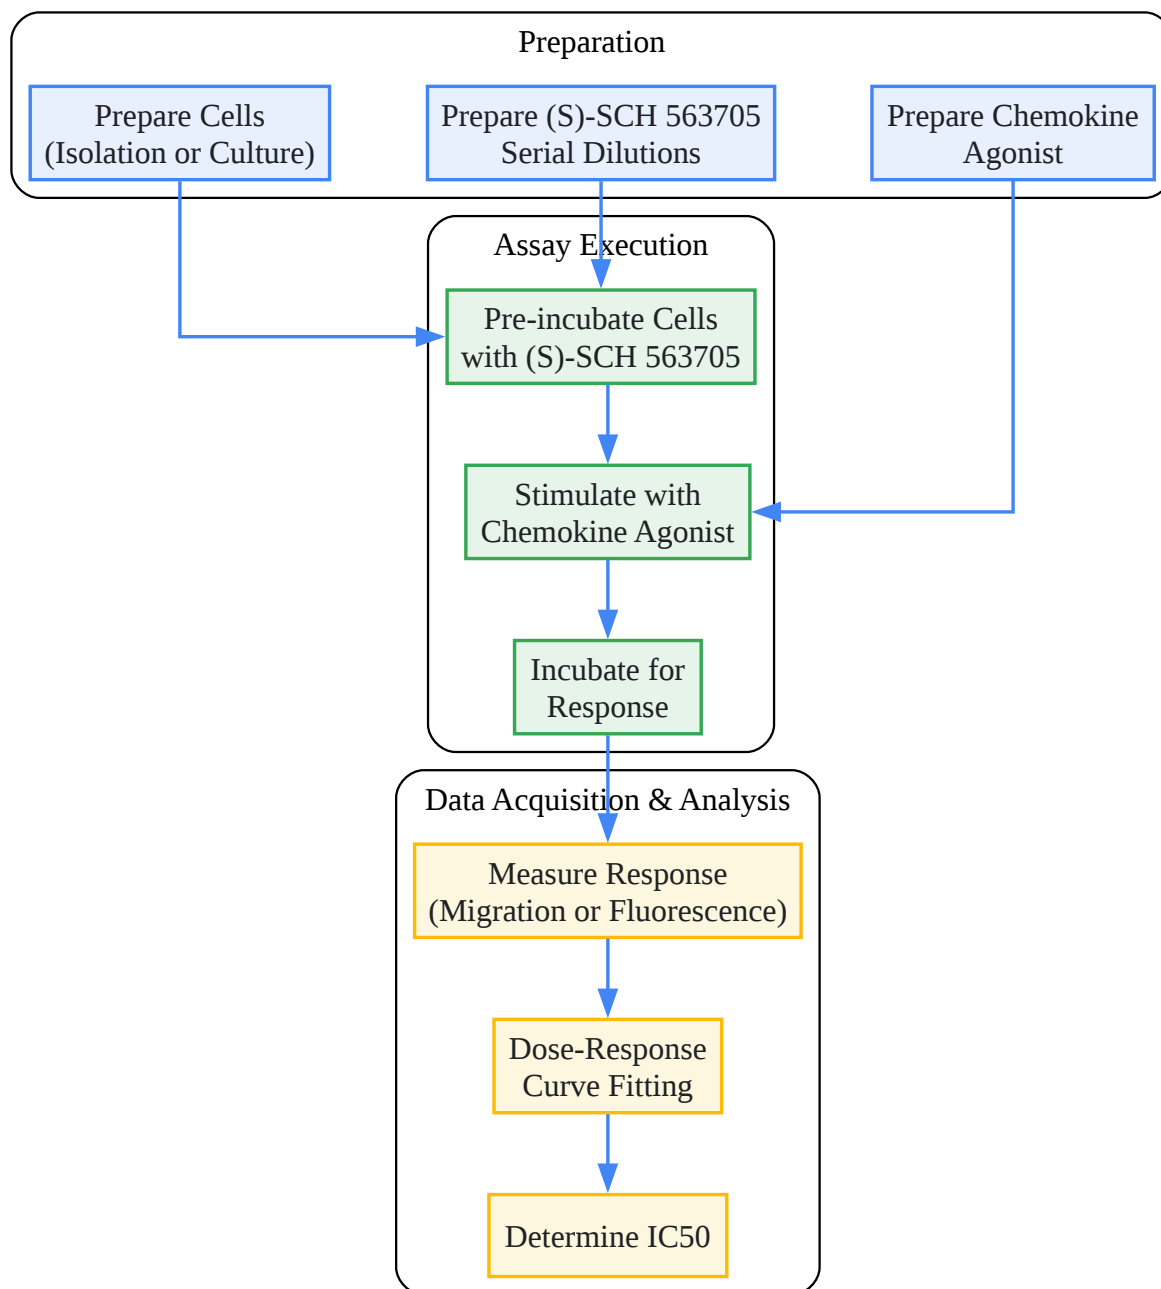 Preparation
Prepare Cells
(Isolation or Culture)
Prepare (S)-SCH 563705
Serial Dilutions
Prepare Chemokine
Agonist
Assay Execution
Pre-incubate Cells
with (S)-SCH 563705
Stimulate with
Chemokine Agonist
Incubate for
Response
Data Acquisition & Analysis
Measure Response
(Migration or Fluorescence)
Dose-Response
Curve Fitting
Determine IC50